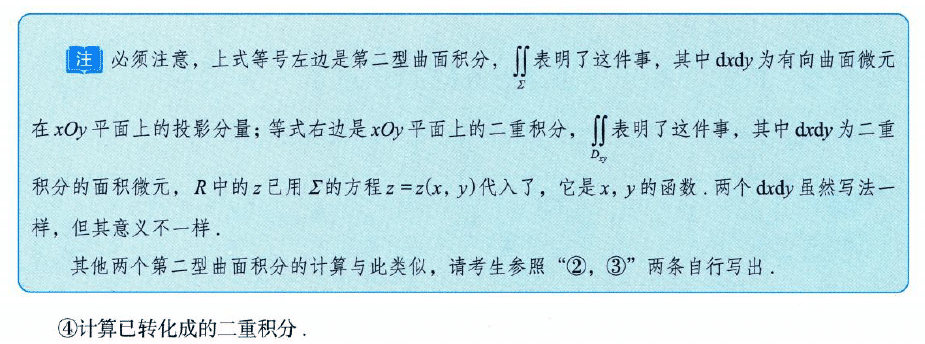 注 必须注意，上式等号左边是第二型曲面积分，∬_Σ 表明了这件事，其中 dxdy 为有向曲面微元
在 xOy 平面上的投影分量；等式右边是 xOy 平面上的二重积分，∬_{D_{xy}} 表明了这件事，其中 dxdy 为二重
积分的面积微元，R 中的 z 已用 Σ 的方程 z = z(x, y) 代入了，它是 x, y 的函数．两个 dxdy 虽然写法一
样，但其意义不一样．
其他两个第二型曲面积分的计算与此类似，请考生参照“②，③”两条自行写出．
④计算已转化成的二重积分．